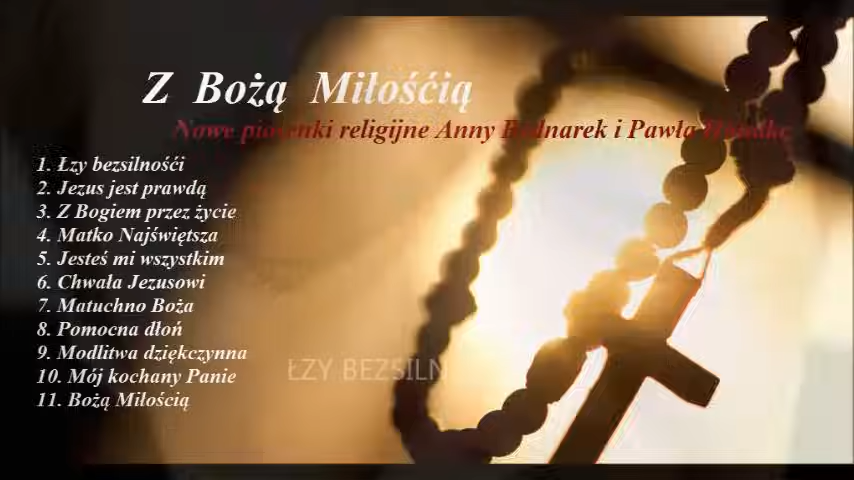 Z Bożą Miłośćią
Nowe piosenki religijne Anny Bednarek i Pawła
1. Łzy bezsilnośći
2. Jezus jest prawdą
3. Z Bogiem przez życie
4. Matko Najświętsza
5. Jesteś mi wszystkim
6. Chwała Jezusowi
7. Matuchno Boża
8. Pomocna dłoń
9. Modlitwa dziękczynna
10. Mój kochany Panie
11. Bożą Miłością
ŁZY BEZSILN